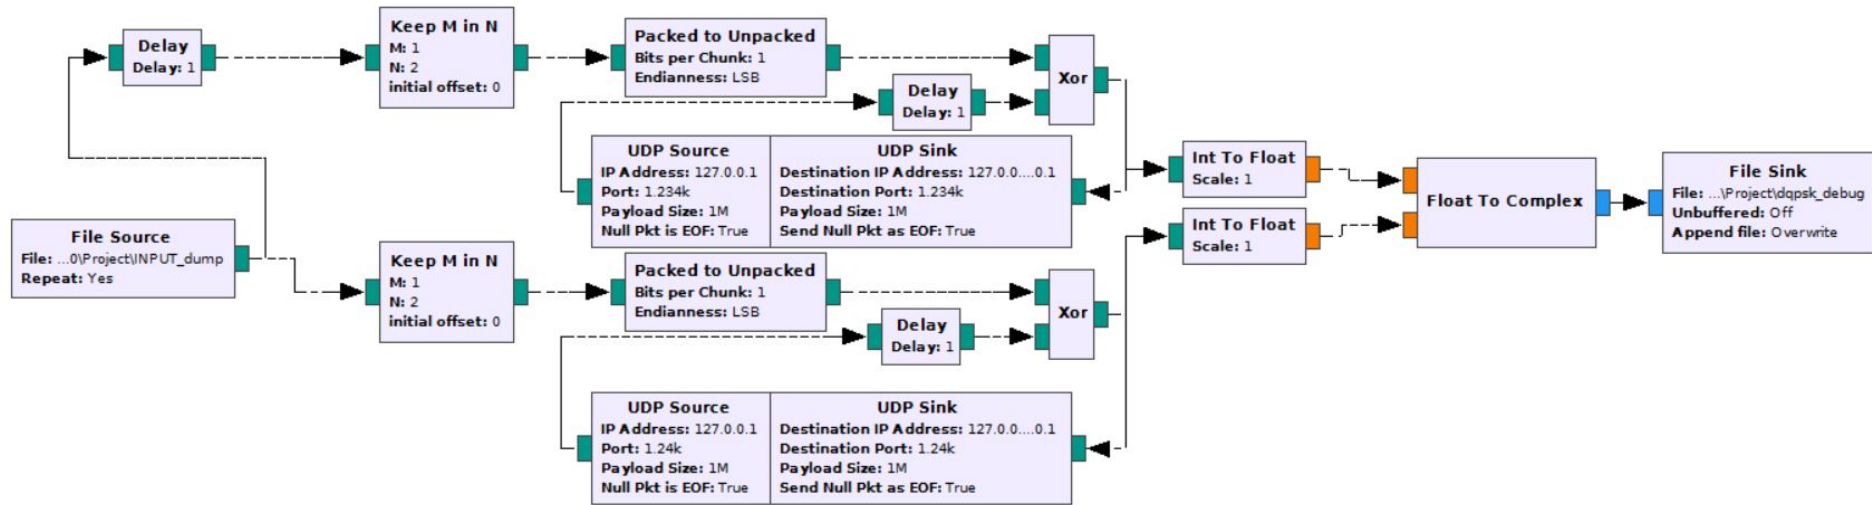 Delay
Delay: 1
Keep M in N
M: 1
N: 2
initial offset: 0
Packed to Unpacked
Bits per Chunk: 1
Endianness: LSB
Xor
Delay
Delay: 1
UDP Source
IP Address: 127.0.0.1
Port: 1.234k
Payload Size: 1M
Null Pkt is EOF: True
UDP Sink
Destination IP Address: 127.0.0....0.1
Destination Port: 1.234k
Payload Size: 1M
Send Null Pkt as EOF: True
Int To Float
Scale: 1
Float To Complex
File Sink
File: ...\Project\dqpsk_debug
Unbuffered: Off
Append file: Overwrite
Int To Float
Scale: 1
File Source
File: ...0\Project\INPUT_dump
Repeat: Yes
Keep M in N
M: 1
N: 2
initial offset: 0
Packed to Unpacked
Bits per Chunk: 1
Endianness: LSB
Xor
Delay
Delay: 1
UDP Source
IP Address: 127.0.0.1
Port: 1.24k
Payload Size: 1M
Null Pkt is EOF: True
UDP Sink
Destination IP Address: 127.0.0....0.1
Destination Port: 1.24k
Payload Size: 1M
Send Null Pkt as EOF: True